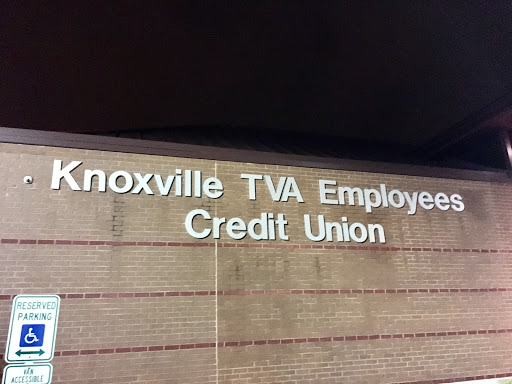 Knoxville TVA Employees
Credit Union
RESERVED
PARKING
VAN
ACCESSIBLE